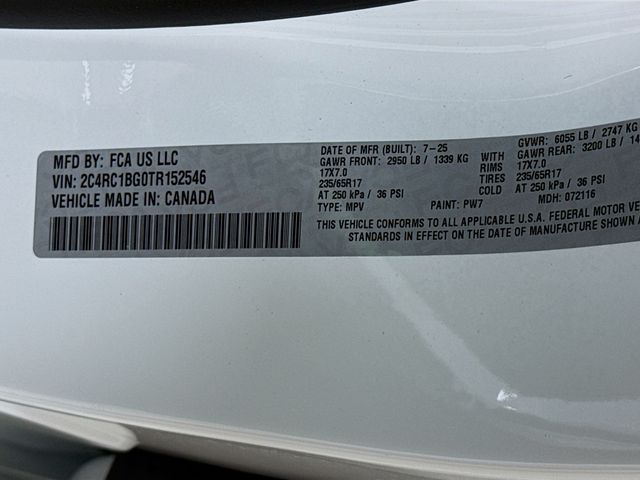 MFD BY: FCA US LLC
VIN: 2C4RC1BG0TR152546
VEHICLE MADE IN: CANADA
DATE OF MFR (BUILT): 7-25
GAWR FRONT: 2950 LB / 1339 KG
17X7.0
235/65R17
AT 250 kPa / 36 PSI
TYPE: MPV
PAINT: PW7
WITH
RIMS
TIRES
COLD
GVWR: 6055 LB / 2747 KG
GAWR REAR: 3200 LB / 14
17X7.0
235/65R17
AT 250 kPa / 36 PSI
MDH: 072116
THIS VEHICLE CONFORMS TO ALL APPLICABLE U.S.A. FEDERAL MOTOR VE
STANDARDS IN EFFECT ON THE DATE OF MANUFACTURE SHOWN A